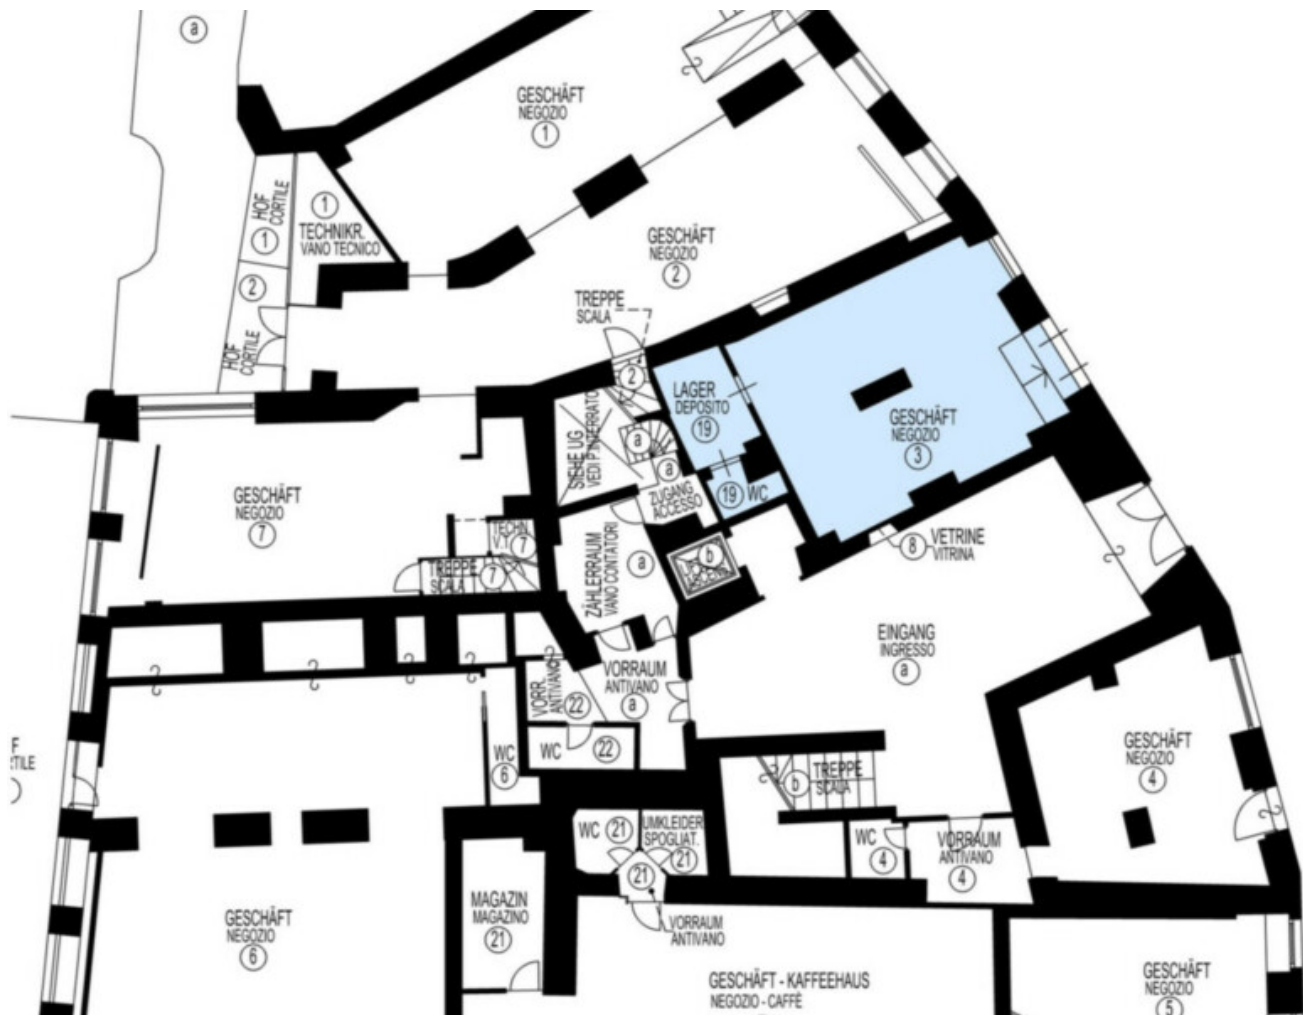 a
GESCHÄFT
NEGOZIO
1
HOF
CORTILE
1
1
TECHNIKR.
VANO TECNICO
2
HOF
CORTILE
GESCHÄFT
NEGOZIO
2
TREPPE
SCALA
2
LAGER
DEPOSITO
19
GESCHÄFT
NEGOZIO
3
SIEHE UG
VEDI P.INTERRATO
a
a
ZUGANG
ACCESSO
19
WC
GESCHÄFT
NEGOZIO
7
TECHN.
V.T.
7
TREPPE
SCALA
7
ZÄHLERRAUM
VANO CONTATORI
a
b
8
VETRINE
VITRINA
EINGANG
INGRESSO
a
VORRAUM
ANTIVANO
a
VORR.
ANTIVANO
22
WC
22
WC
6
TREPPE
SCALA
b
GESCHÄFT
NEGOZIO
4
WC
21
UMKLEIDER
SPOGLIAT.
21
21
WC
4
VORRAUM
ANTIVANO
4
MAGAZIN
MAGAZINO
21
VORRAUM
ANTIVANO
GESCHÄFT
NEGOZIO
6
GESCHÄFT - KAFFEEHAUS
NEGOZIO - CAFFÈ
GESCHÄFT
NEGOZIO
5